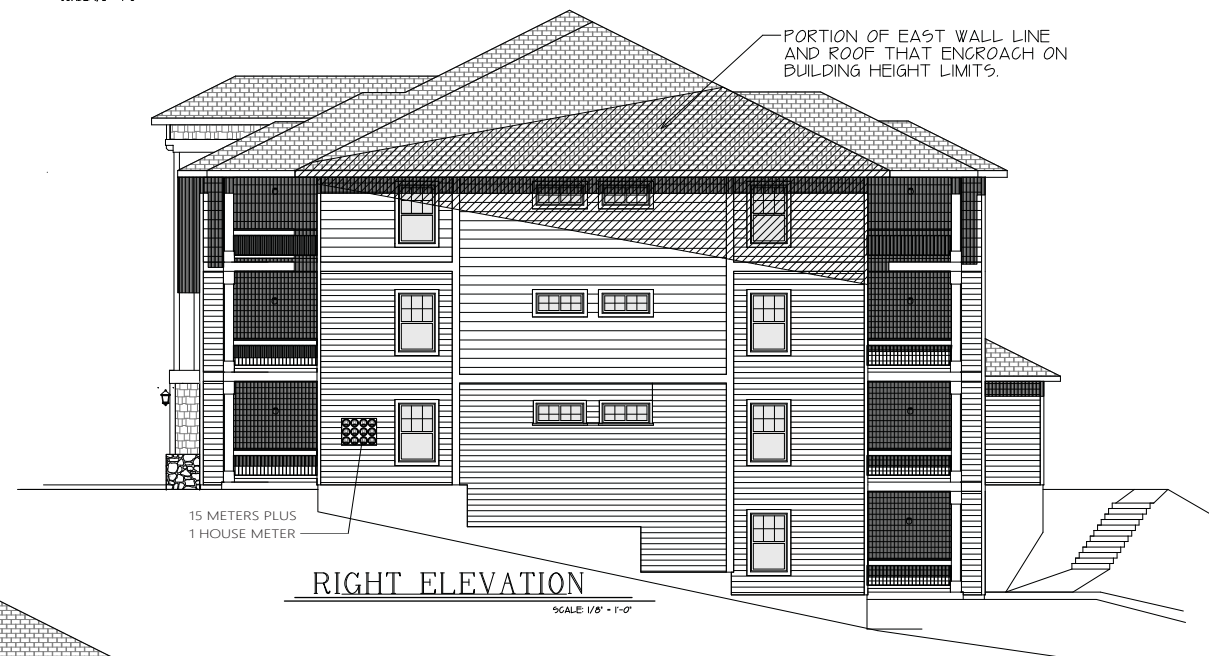 PORTION OF EAST WALL LINE
AND ROOF THAT ENCROACH ON
BUILDING HEIGHT LIMITS.
15 METERS PLUS
1 HOUSE METER
RIGHT ELEVATION
SCALE: 1/8" = 1'-0"